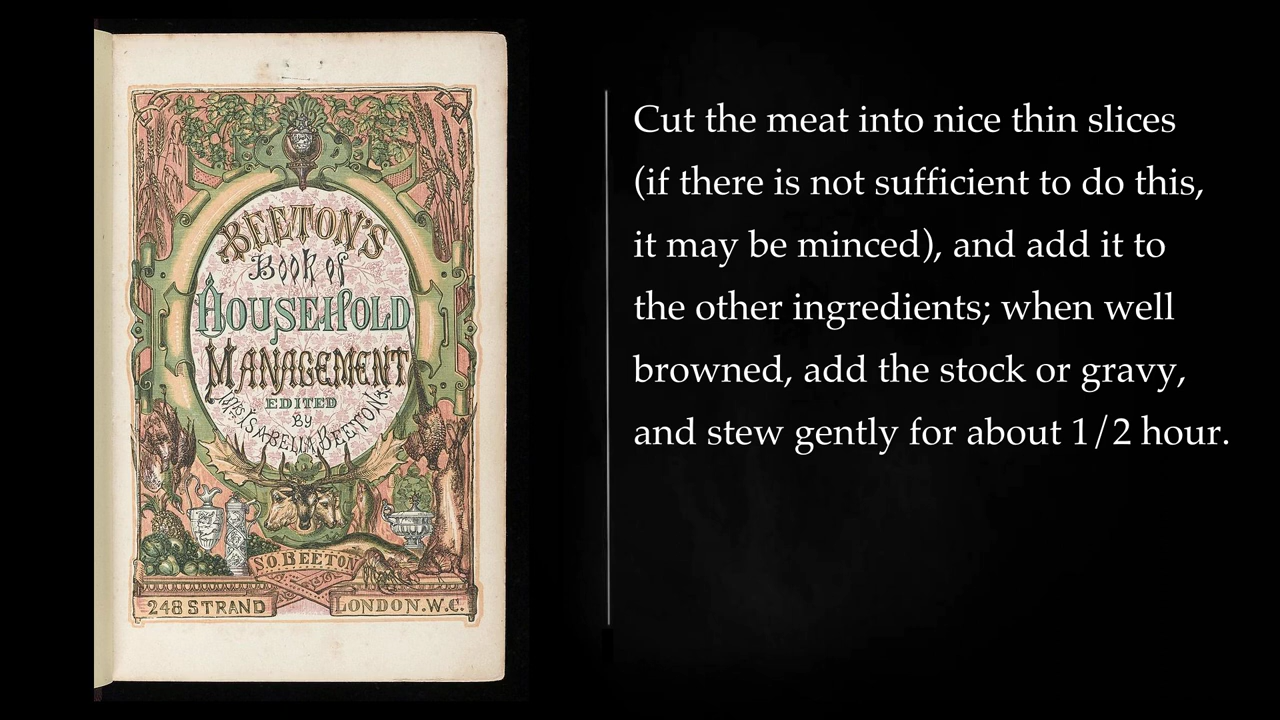 BEETON'S
Book of
HOUSEHOLD
MANAGEMENT
EDITED
BY
MRS ISABELLA BEETON.
S.O. BEETON
248 STRAND
LONDON. W.C.
Cut the meat into nice thin slices
(if there is not sufficient to do this,
it may be minced), and add it to
the other ingredients; when well
browned, add the stock or gravy,
and stew gently for about 1/2 hour.